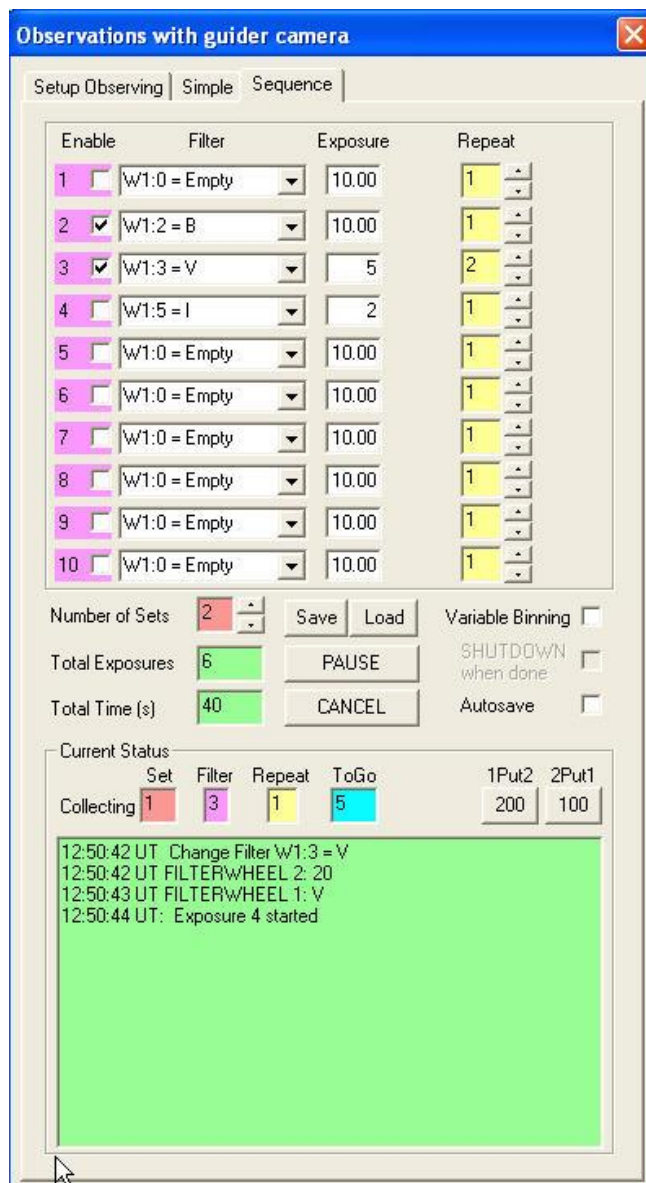 Observations with guider camera
Setup Observing Simple Sequence
Enable Filter Exposure Repeat
1 W1:0 = Empty 10.00 1
2 W1:2 = B 10.00 1
3 W1:3 = V 5 2
4 W1:5 = I 2 1
5 W1:0 = Empty 10.00 1
6 W1:0 = Empty 10.00 1
7 W1:0 = Empty 10.00 1
8 W1:0 = Empty 10.00 1
9 W1:0 = Empty 10.00 1
10 W1:0 = Empty 10.00 1
Number of Sets 2 Save Load Variable Binning
Total Exposures 6 PAUSE SHUTDOWN when done
Total Time (s) 40 CANCEL Autosave
Current Status
Set Filter Repeat ToGo 1Put2 2Put1
Collecting 1 3 1 5 200 100
12:50:42 UT Change Filter W1:3 = V
12:50:42 UT FILTERWHEEL 2: 20
12:50:43 UT FILTERWHEEL 1: V
12:50:44 UT: Exposure 4 started